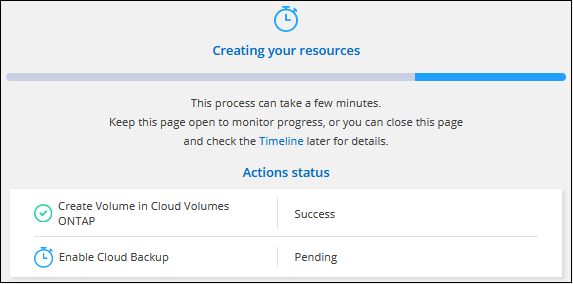 Creating your resources
This process can take a few minutes.
Keep this page open to monitor progress, or you can close this page
and check the Timeline later for details.
Actions status
Create Volume in Cloud Volumes
ONTAP
Success
Enable Cloud Backup
Pending